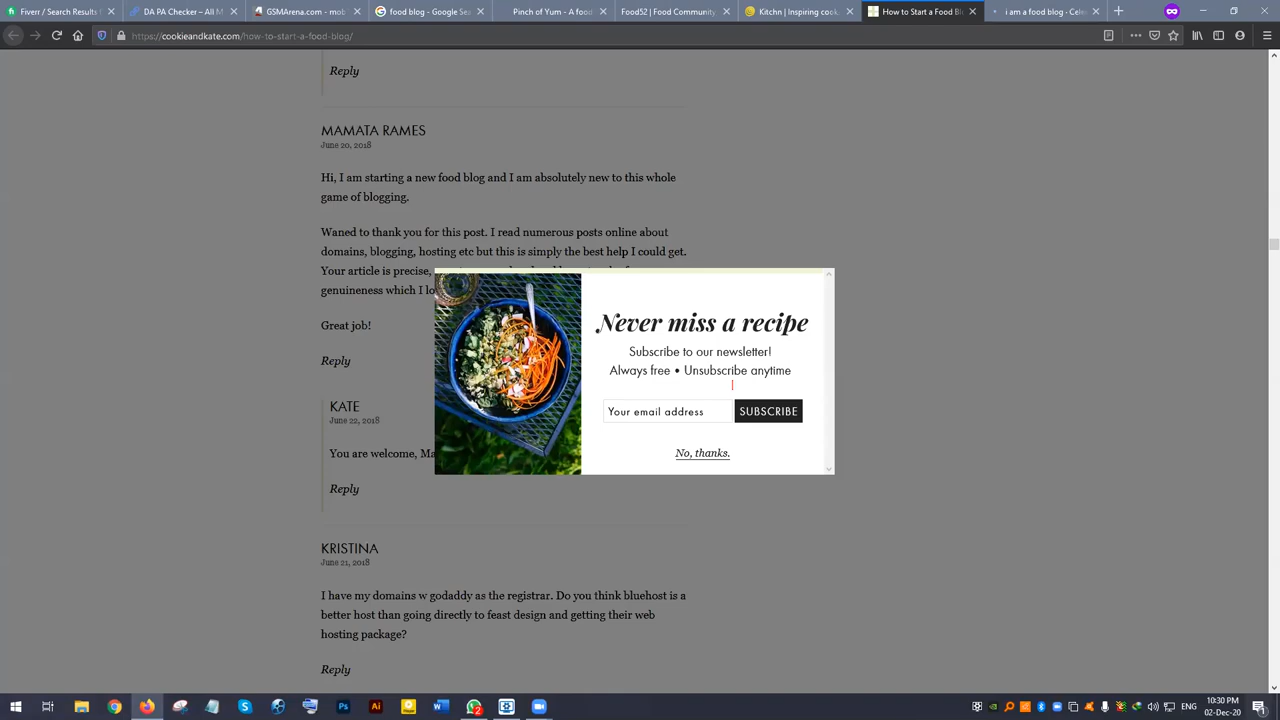 Fiverr / Search Results
DA PA Checker - All
GSMArena.com -
food blog - Google Sea
Pinch of Yum - A
Food52 | Food Com
Kitchn | Inspiring cook
How to Start a Food Bl
i am a food blog - Cele
https://cookieandkate.com/how-to-start-a-food-blog/
Reply
MAMATA RAMES
June 20, 2018
Hi, I am starting a new food blog and I am absolutely new to this whole
game of blogging.
Waned to thank you for this post. I read numerous posts online about
domains, blogging, hosting etc but this is simply the best help I could get.
Your article is precise,
genuineness which I lo
Great job!
Reply
Never miss a recipe
Subscribe to our newsletter!
Always free • Unsubscribe anytime
Your email address
SUBSCRIBE
No, thanks.
KATE
June 22, 2018
You are welcome, Ma
Reply
KRISTINA
June 21, 2018
I have my domains w godaddy as the registrar. Do you think bluehost is a
better host than going directly to feast design and getting their web
hosting package?
Reply
2
ENG
10:30 PM
02-Dec-20